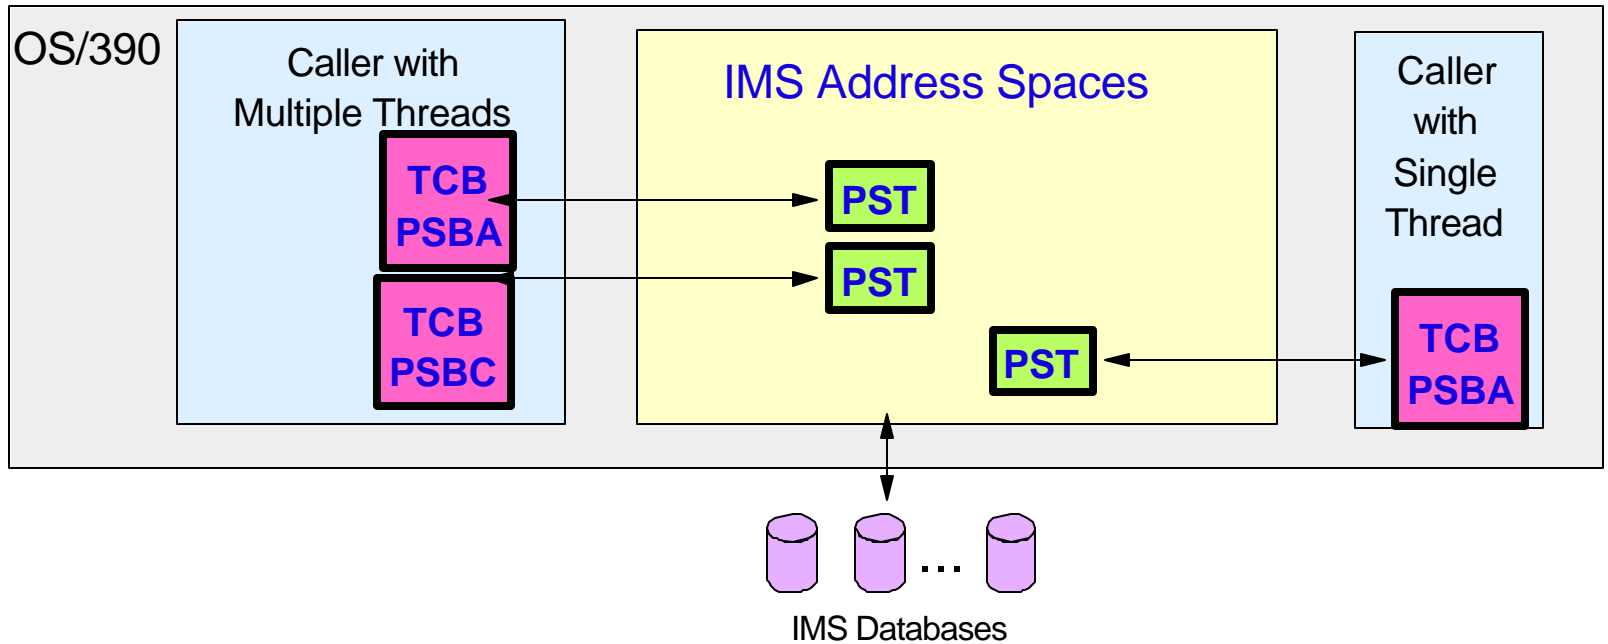 OS/390
Caller with
Multiple Threads
TCB
PSBA
TCB
PSBC
IMS Address Spaces
PST
PST
PST
Caller
with
Single
Thread
TCB
PSBA
...
IMS Databases